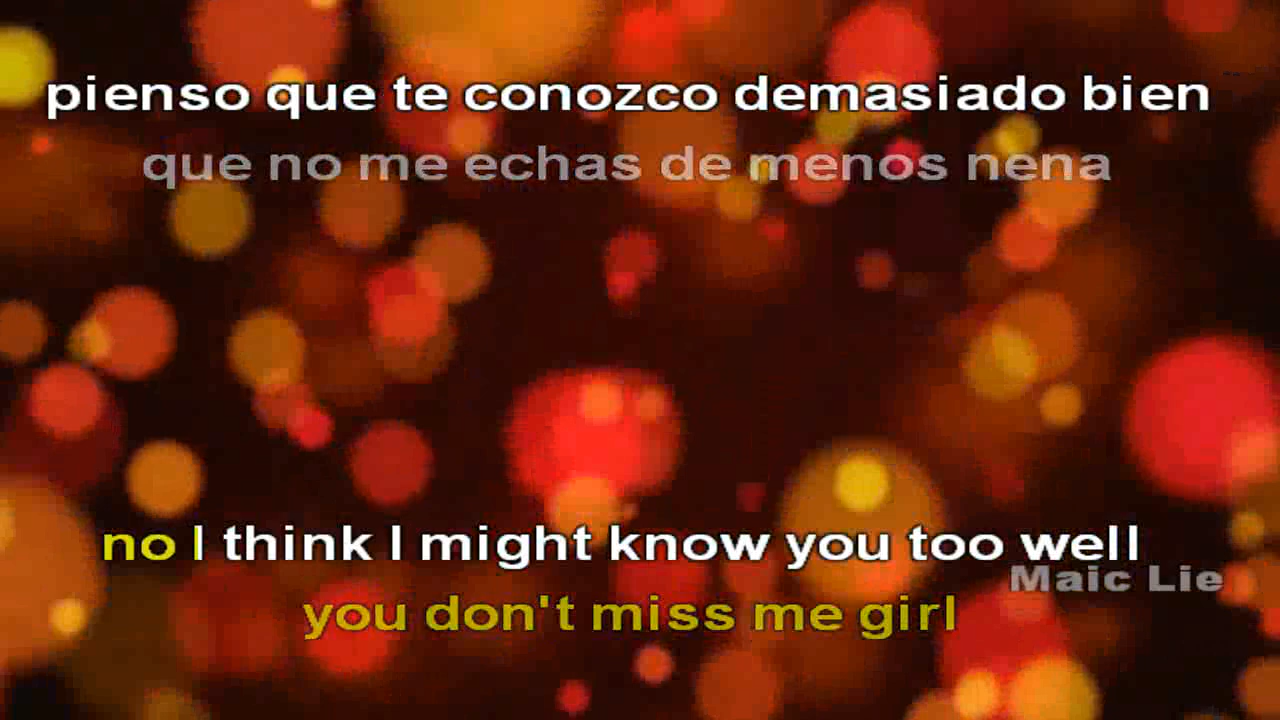 pienso que te conozco demasiado bien
que no me echas de menos nena
no I think I might know you too well
Maic Lie
you don't miss me girl